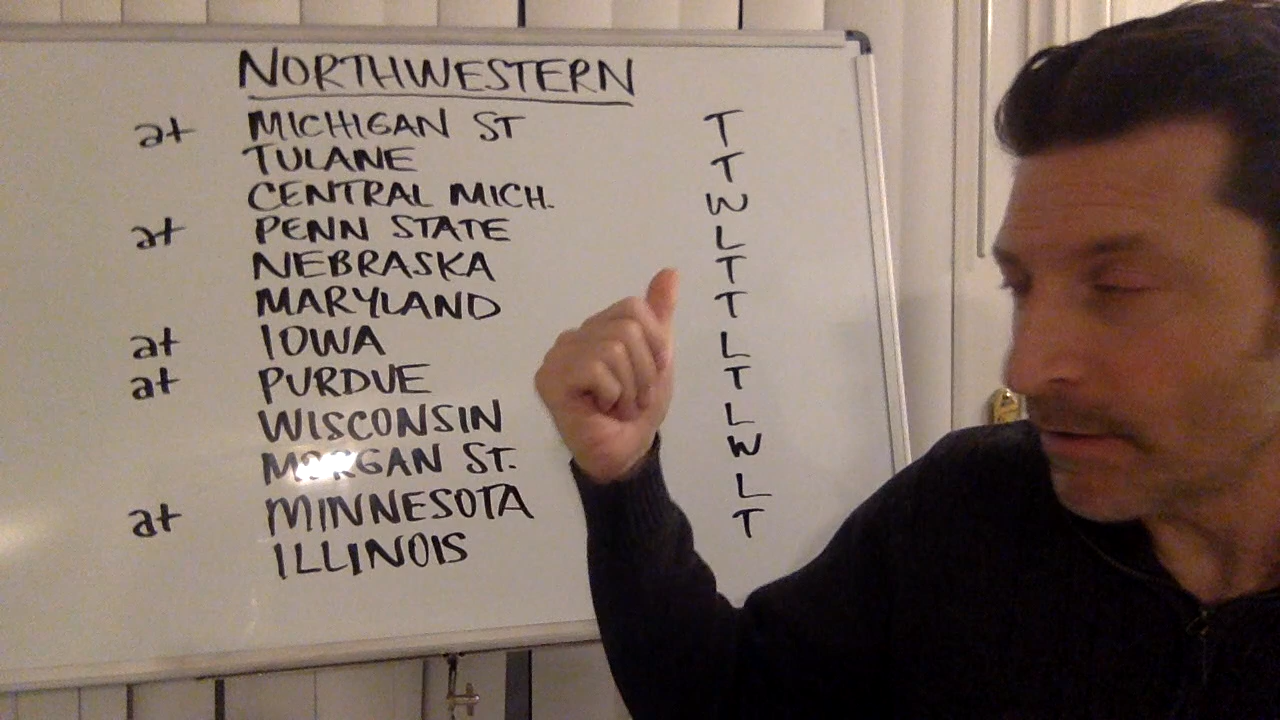 NORTHWESTERN
at MICHIGAN ST T
TULANE T
CENTRAL MICH. W
at PENN STATE L
NEBRASKA T
MARYLAND T
at IOWA L
at PURDUE T
WISCONSIN L
MORGAN ST. W
at MINNESOTA L
ILLINOIS T